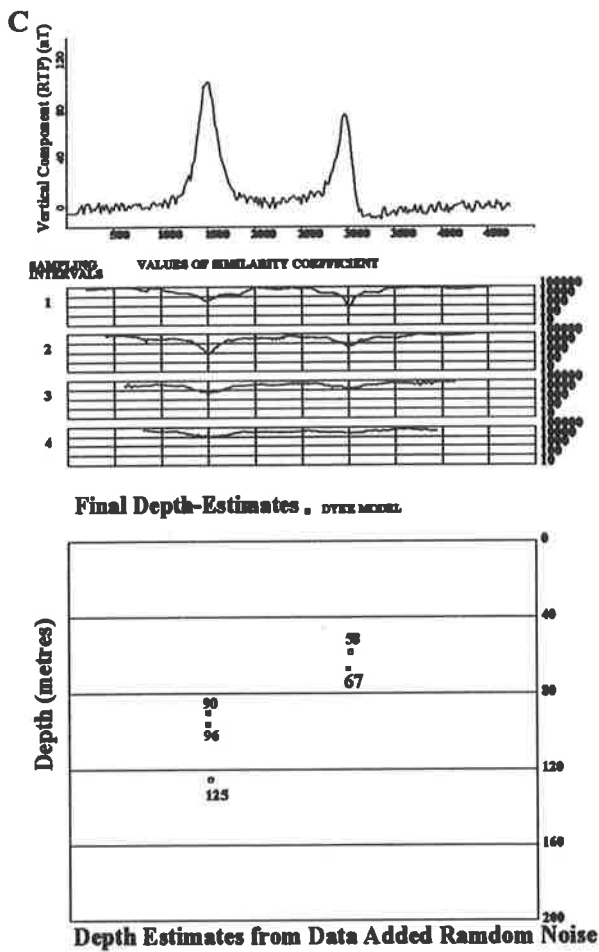 C
Vertical Component (RTP) (nT)
120
80
40
0
500 1000 1500 2000 2500 3000 3500 4000
SAMPLING INTERVALS
VALUES OF SIMILARITY COEFFICIENT
1
2
3
4
Final Depth-Estimates . DYKE MODEL
Depth (metres)
0
40
80
120
160
200
58
67
90
96
125
Depth Estimates from Data Added Ramdom Noise